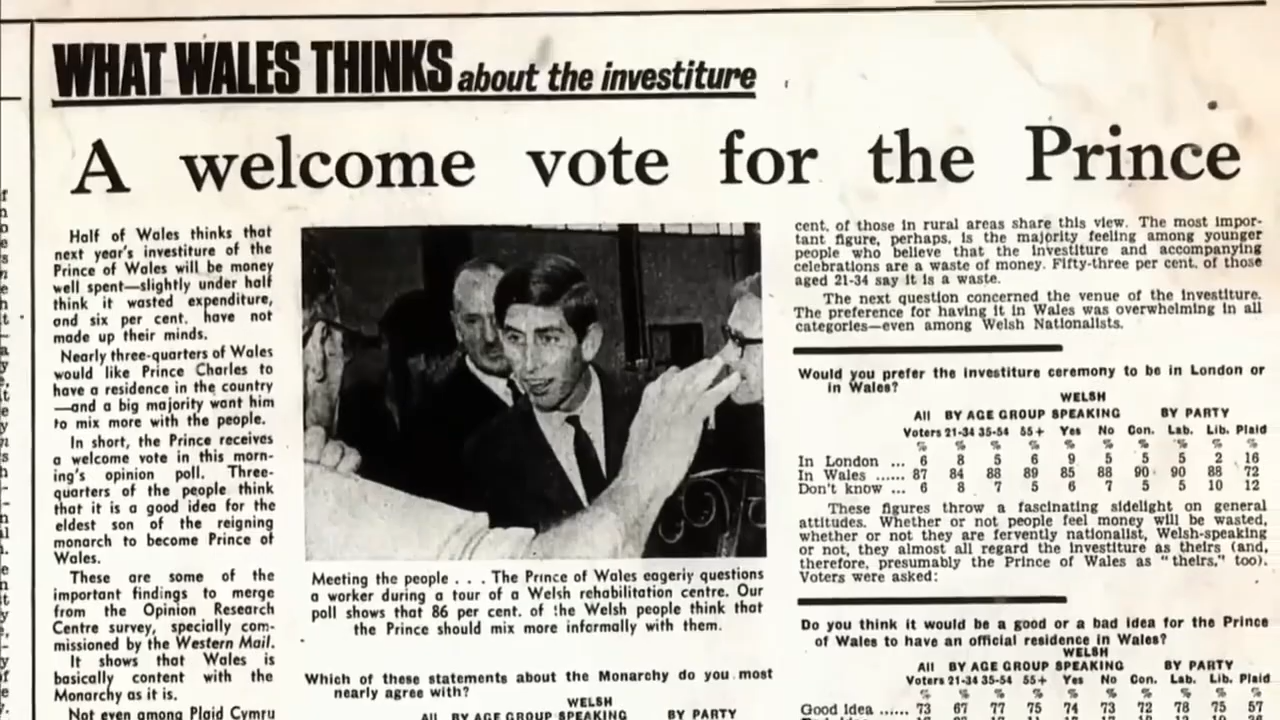 WHAT WALES THINKS about the investiture
A welcome vote for the Prince
Half of Wales thinks that
next year's investiture of the
Prince of Wales will be money
well spent—slightly under half
think it wasted expenditure,
and six per cent. have not
made up their minds.
Nearly three-quarters of Wales
would like Prince Charles to
have a residence in the country
—and a big majority want him
to mix more with the people.
In short, the Prince receives
a welcome vote in this morn-
ing's opinion poll. Three-
quarters of the people think
that it is a good idea for the
eldest son of the reigning
monarch to become Prince of
Wales.
These are some of the
important findings to merge
from the Opinion Research
Centre survey, specially com-
missioned by the Western Mail.
It shows that Wales is
basically content with the
Monarchy as it is.
Not even among Plaid Cymru
Meeting the people . . . The Prince of Wales eagerly questions
a worker during a tour of a Welsh rehabilitation centre. Our
poll shows that 86 per cent. of the Welsh people think that
the Prince should mix more informally with them.
Which of these statements about the Monarchy do you most
nearly agree with?
WELSH
All BY AGE GROUP SPEAKING BY PARTY
cent. of those in rural areas share this view. The most impor-
tant figure, perhaps, is the majority feeling among younger
people who believe that the investiture and accompanying
celebrations are a waste of money. Fifty-three per cent. of those
aged 21-34 say it is a waste.
The next question concerned the venue of the investiture.
The preference for having it in Wales was overwhelming in all
categories—even among Welsh Nationalists.
Would you prefer the investiture ceremony to be in London or
in Wales?
WELSH
All BY AGE GROUP SPEAKING BY PARTY
Voters 21-34 35-54 55+ Yes No Con. Lab. Lib. Plaid
% % % % % % % % % %
In London ... 6 8 5 6 9 5 5 5 2 16
In Wales ...... 87 84 88 89 85 88 90 90 88 72
Don't know ... 6 8 7 5 6 7 5 5 10 12
These figures throw a fascinating sidelight on general
attitudes. Whether or not people feel money will be wasted,
whether or not they are fervently nationalist, Welsh-speaking
or not, they almost all regard the investiture as theirs (and,
therefore, presumably the Prince of Wales as "theirs," too).
Voters were asked:
Do you think it would be a good or a bad idea for the Prince
of Wales to have an official residence in Wales?
WELSH
All BY AGE GROUP SPEAKING BY PARTY
Voters 21-34 35-54 55+ Yes No Con. Lab. Lib. Plaid
% % % % % % % % % %
Good idea ...... 73 67 77 75 74 73 72 78 75 57